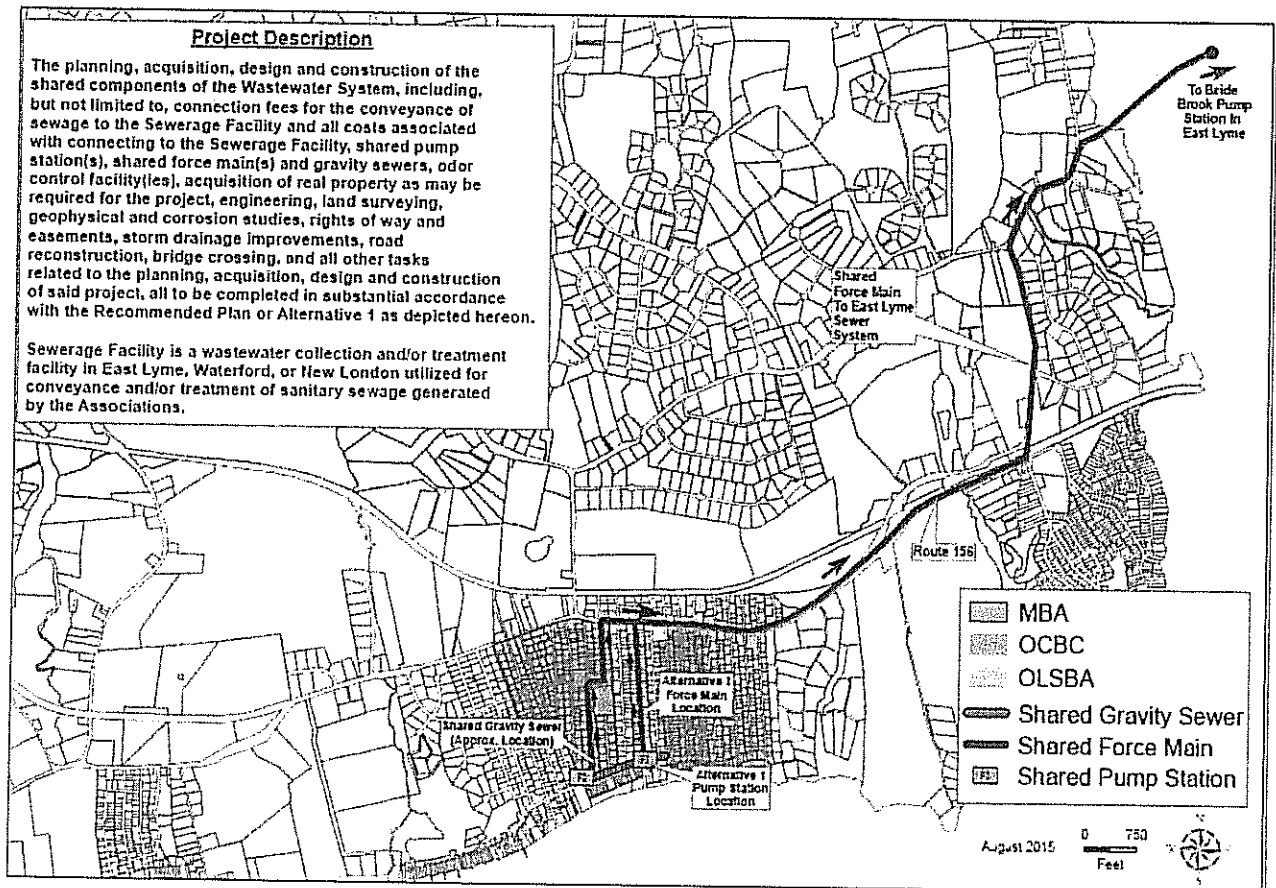 Project Description
The planning, acquisition, design and construction of the
shared components of the Wastewater System, including,
but not limited to, connection fees for the conveyance of
sewage to the Sewerage Facility and all costs associated
with connecting to the Sewerage Facility, shared pump
station(s), shared force main(s) and gravity sewers, odor
control facility(ies), acquisition of real property as may be
required for the project, engineering, land surveying,
geophysical and corrosion studies, rights of way and
easements, storm drainage improvements, road
reconstruction, bridge crossing, and all other tasks
related to the planning, acquisition, design and construction
of said project, all to be completed in substantial accordance
with the Recommended Plan or Alternative 1 as depicted hereon.
Sewerage Facility is a wastewater collection and/or treatment
facility in East Lyme, Waterford, or New London utilized for
conveyance and/or treatment of sanitary sewage generated
by the Associations.
To Bride
Brook Pump
Station in
East Lyme
Shared
Force Main
To East Lyme
Sewer
System
Route 156
Alternative 1
Force Main
Location
Shared Gravity Sewer
(Approx. Location)
Alternative 1
Pump Station
Location
MBA
OCBC
OLSBA
Shared Gravity Sewer
Shared Force Main
Shared Pump Station
August 2015
0 750
Feet